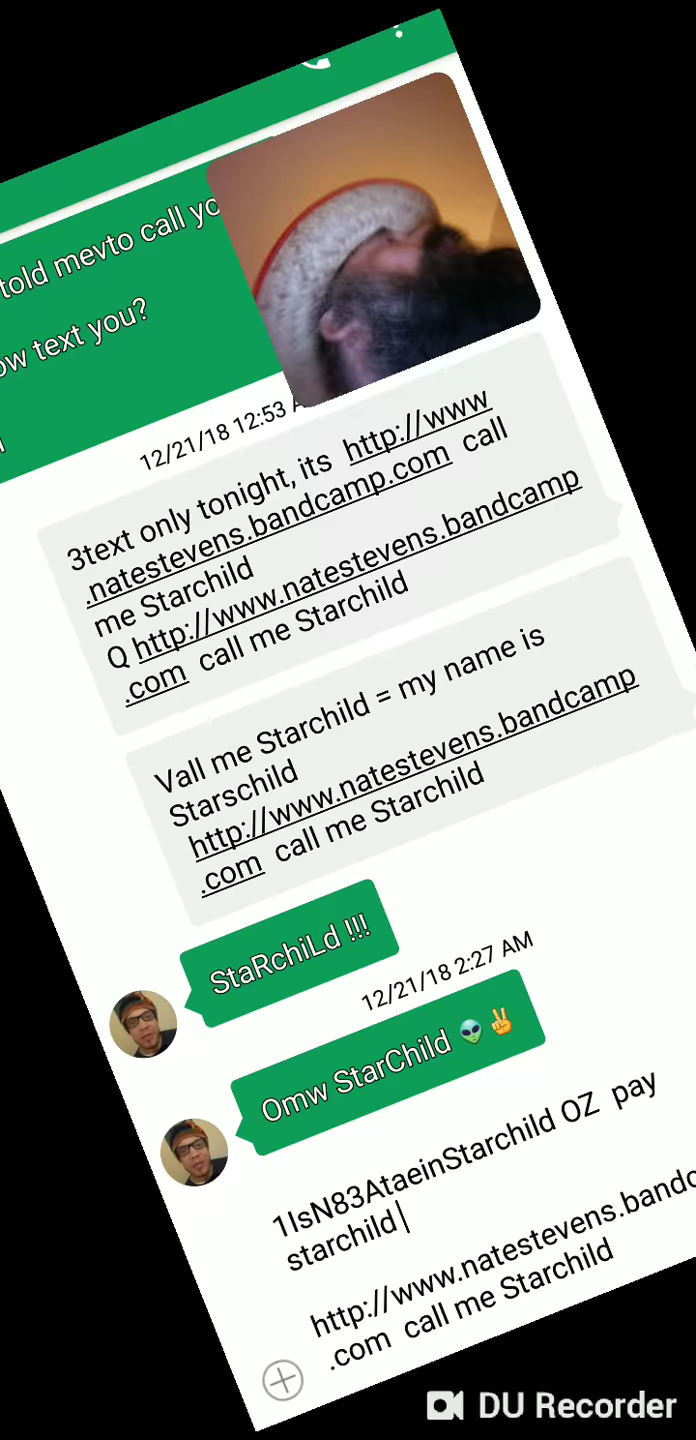 told mevto call
text you?
12/21/18 12:53
3text only tonight, its http://www
.natestevens.bandcamp.com call
me Starchild
Q http://www.natestevens.bandcamp
.com call me Starchild
Vall me Starchild = my name is
Starschild
http://www.natestevens.bandcamp
.com call me Starchild
StaRchiLd !!!
12/21/18 2:27 AM
Omw StarChild 👽✌
1IsN83AtaeinStarchild OZ pay
starchild
http://www.natestevens.bandc
.com call me Starchild
DU Recorder